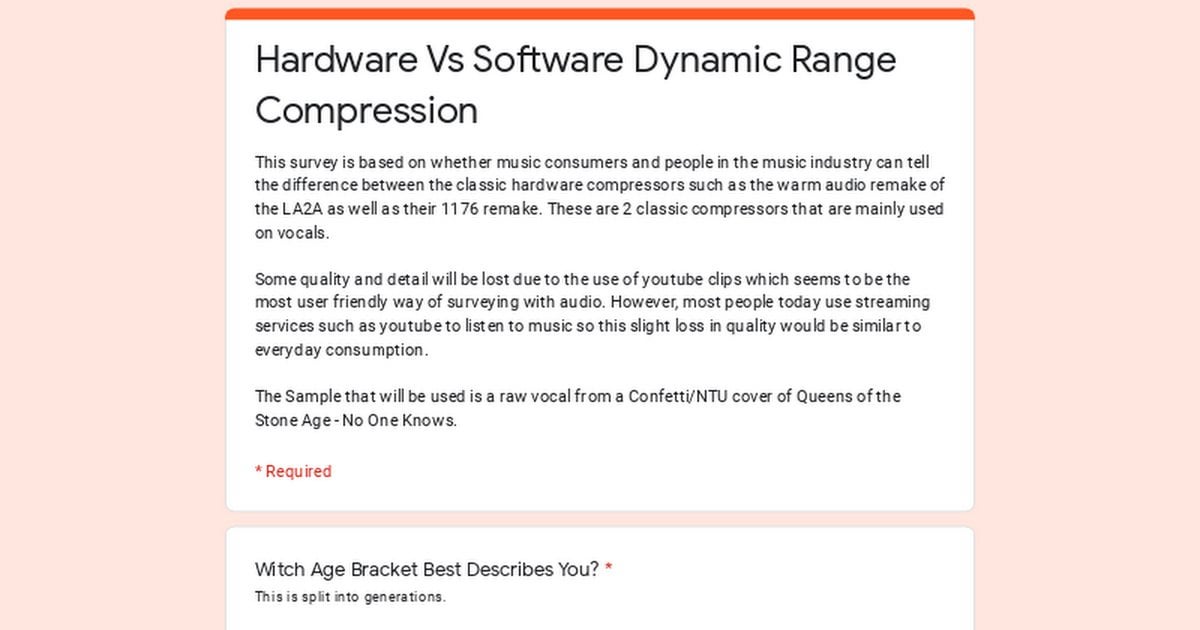 Hardware Vs Software Dynamic Range
Compression
This survey is based on whether music consumers and people in the music industry can tell
the difference between the classic hardware compressors such as the warm audio remake of
the LA2A as well as their 1176 remake. These are 2 classic compressors that are mainly used
on vocals.
Some quality and detail will be lost due to the use of youtube clips which seems to be the
most user friendly way of surveying with audio. However, most people today use streaming
services such as youtube to listen to music so this slight loss in quality would be similar to
everyday consumption.
The Sample that will be used is a raw vocal from a Confetti/NTU cover of Queens of the
Stone Age - No One Knows.
* Required
Witch Age Bracket Best Describes You? *
This is split into generations.